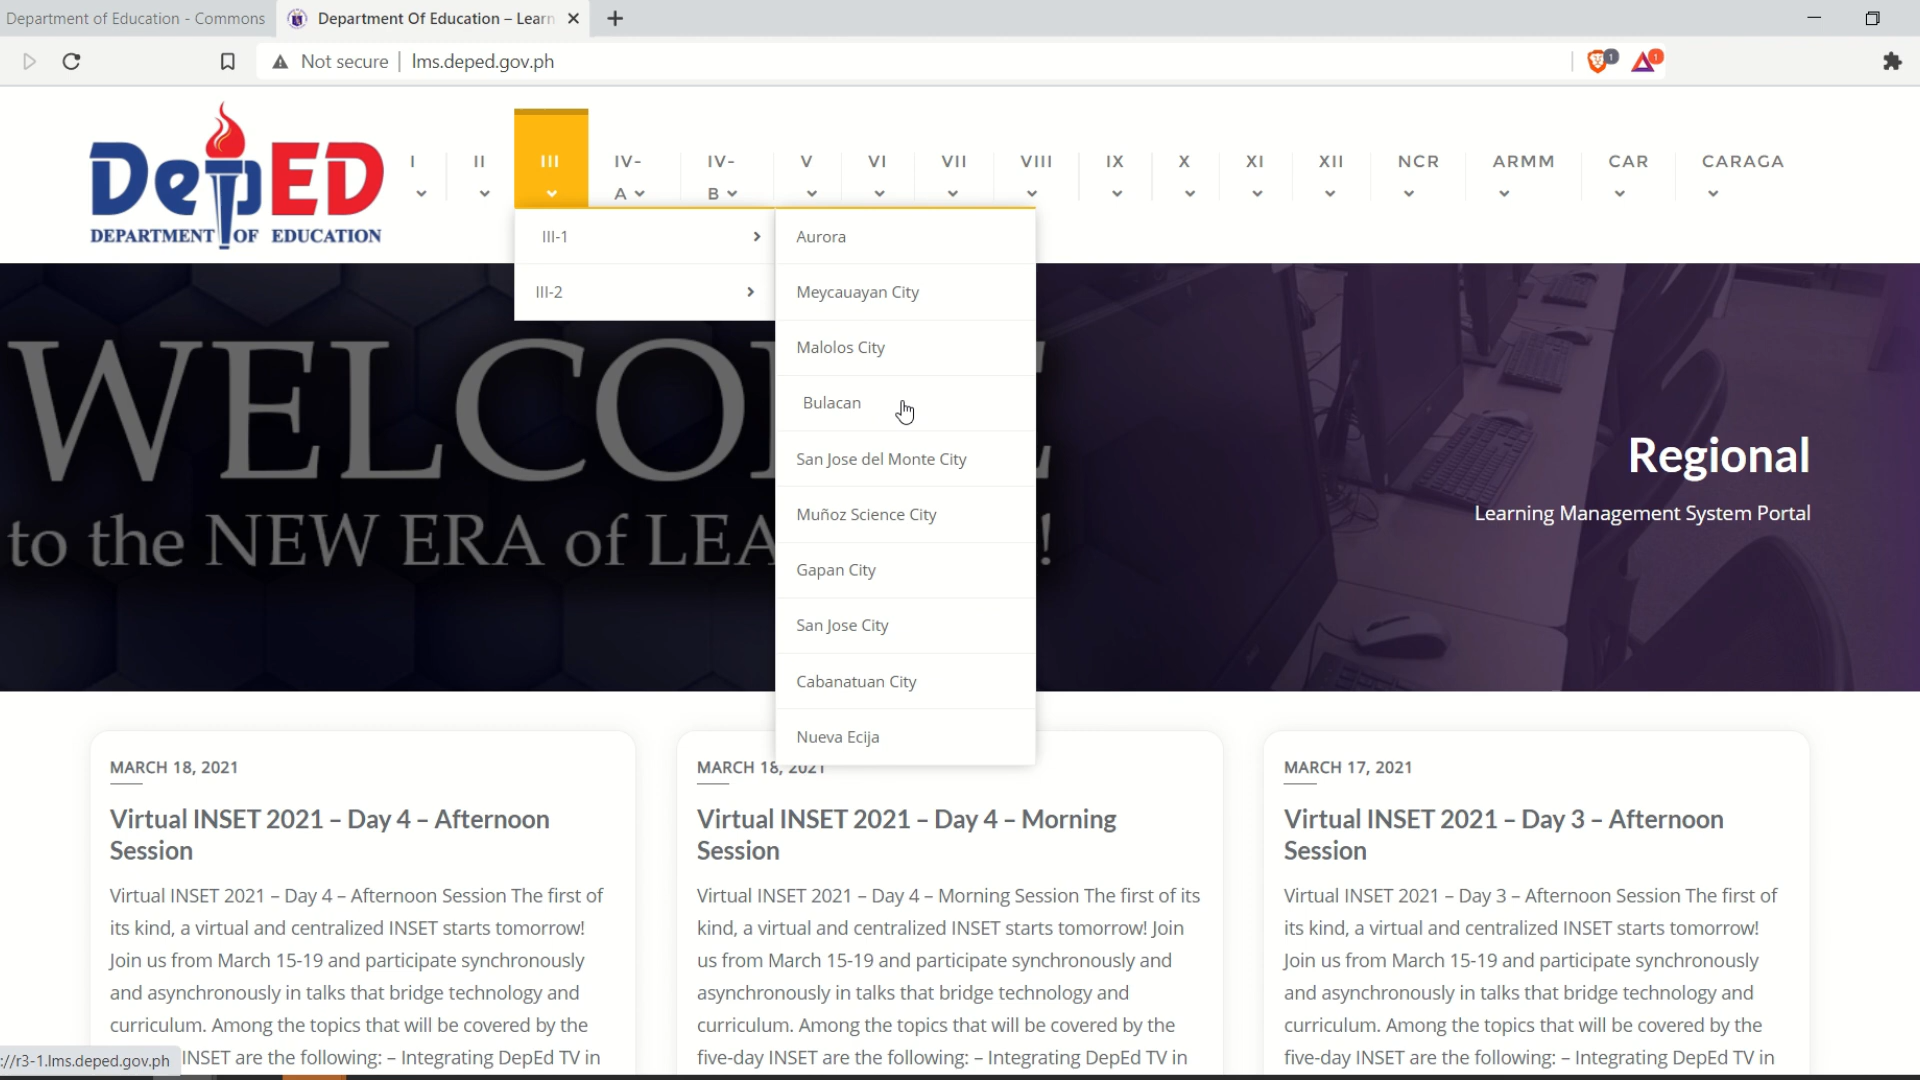 Department of Education - Commons
Department Of Education – Learn
Not secure
lms.deped.gov.ph
1
1
DepED
DEPARTMENT OF EDUCATION
I
II
III
IV-
A
IV-
B
V
VI
VII
VIII
IX
X
XI
XII
NCR
ARMM
CAR
CARAGA
III-1
III-2
Aurora
Meycauayan City
Malolos City
Bulacan
San Jose del Monte City
Muñoz Science City
Gapan City
San Jose City
Cabanatuan City
Nueva Ecija
WELCO
to the NEW ERA of LEA !
Regional
Learning Management System Portal
MARCH 18, 2021
Virtual INSET 2021 – Day 4 – Afternoon
Session
Virtual INSET 2021 – Day 4 – Afternoon Session The first of
its kind, a virtual and centralized INSET starts tomorrow!
Join us from March 15-19 and participate synchronously
and asynchronously in talks that bridge technology and
curriculum. Among the topics that will be covered by the
INSET are the following: – Integrating DepEd TV in
MARCH 18, 2021
Virtual INSET 2021 – Day 4 – Morning
Session
Virtual INSET 2021 – Day 4 – Morning Session The first of its
kind, a virtual and centralized INSET starts tomorrow! Join
us from March 15-19 and participate synchronously and
asynchronously in talks that bridge technology and
curriculum. Among the topics that will be covered by the
five-day INSET are the following: – Integrating DepEd TV in
MARCH 17, 2021
Virtual INSET 2021 – Day 3 – Afternoon
Session
Virtual INSET 2021 – Day 3 – Afternoon Session The first of
its kind, a virtual and centralized INSET starts tomorrow!
Join us from March 15-19 and participate synchronously
and asynchronously in talks that bridge technology and
curriculum. Among the topics that will be covered by the
five-day INSET are the following: – Integrating DepEd TV in
://r3-1.lms.deped.gov.ph